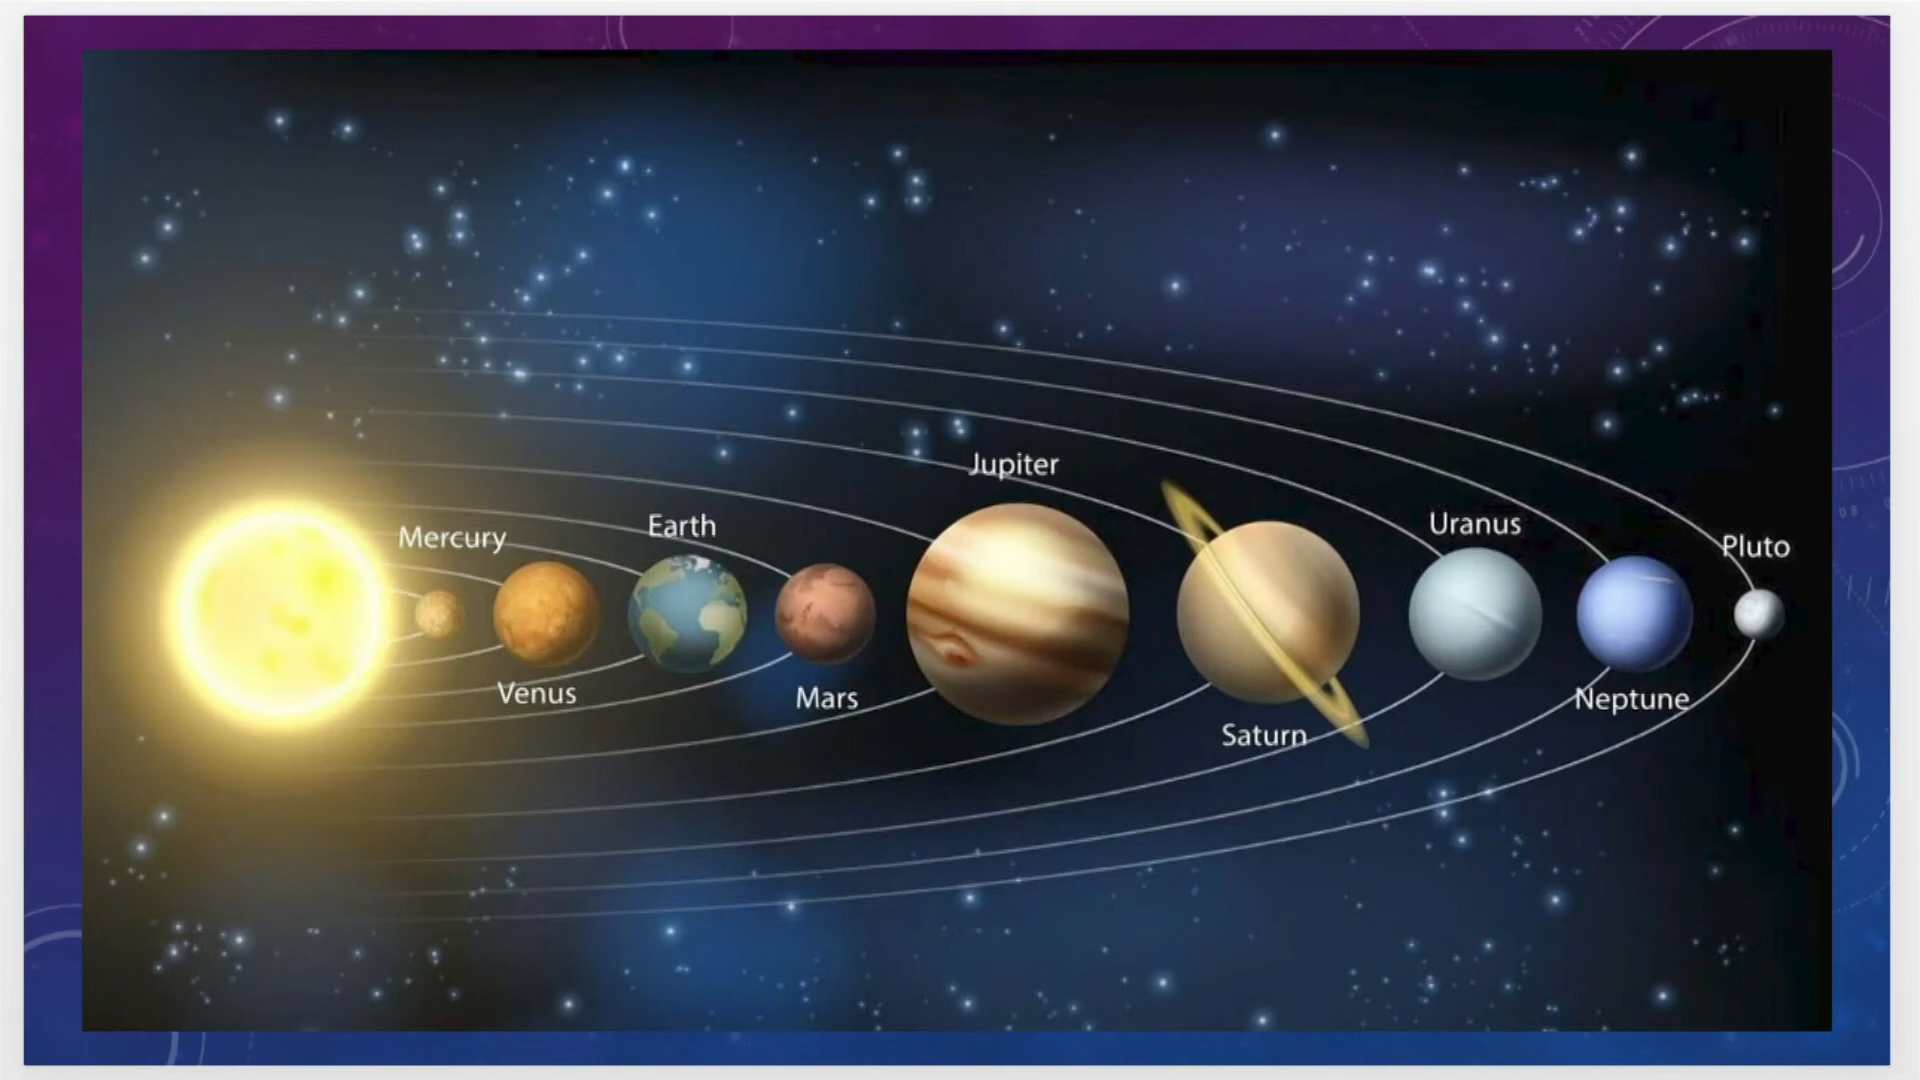 Mercury
Venus
Earth
Mars
Jupiter
Saturn
Uranus
Neptune
Pluto